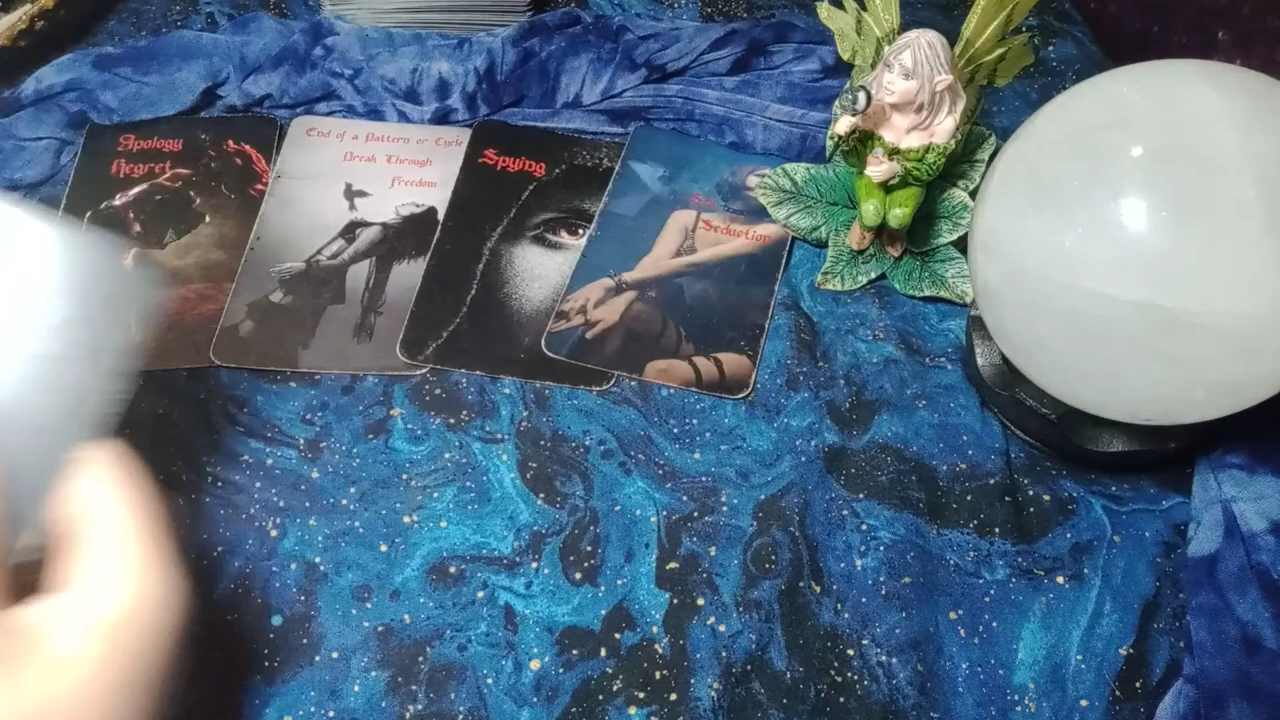 Apology
Regret
End of a Pattern or Cycle
Break Through
Freedom
Spying
Seduction